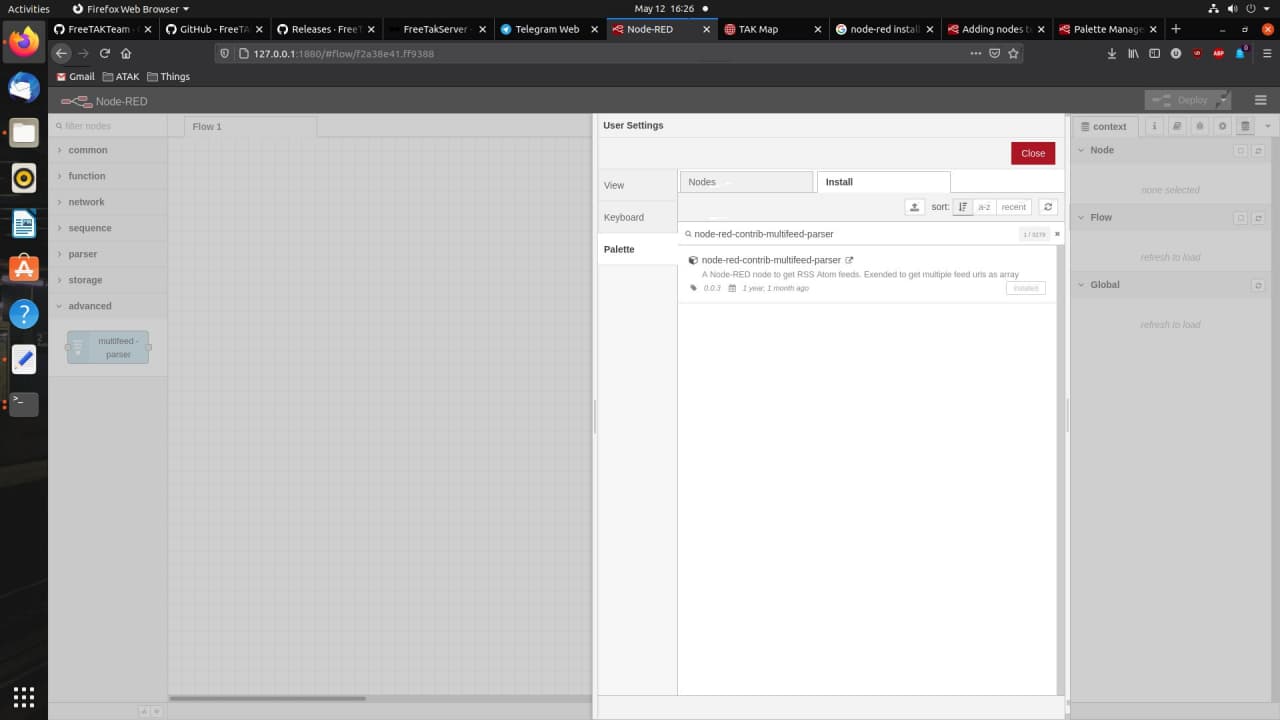 Activities
Firefox Web Browser
May 12 16:26
FreeTAKTeam ·
GitHub · FreeTA
Releases · FreeT
FreeTakServer
Telegram Web
Node-RED
TAK Map
node-red install
Adding nodes t
Palette Manage
127.0.0.1:1880/#flow/f2a38e41.ff9388
Gmail
ATAK
Things
Node-RED
Deploy
filter nodes
Flow 1
common
function
network
sequence
parser
storage
advanced
multifeed -
parser
User Settings
Close
View
Keyboard
Palette
Nodes
Install
sort:
a-z
recent
node-red-contrib-multifeed-parser
node-red-contrib-multifeed-parser
A Node-RED node to get RSS Atom feeds. Exended to get multiple feed uris as array
0.0.3
1 year, 1 month ago
installed
context
Node
none selected
Flow
refresh to load
Global
refresh to load